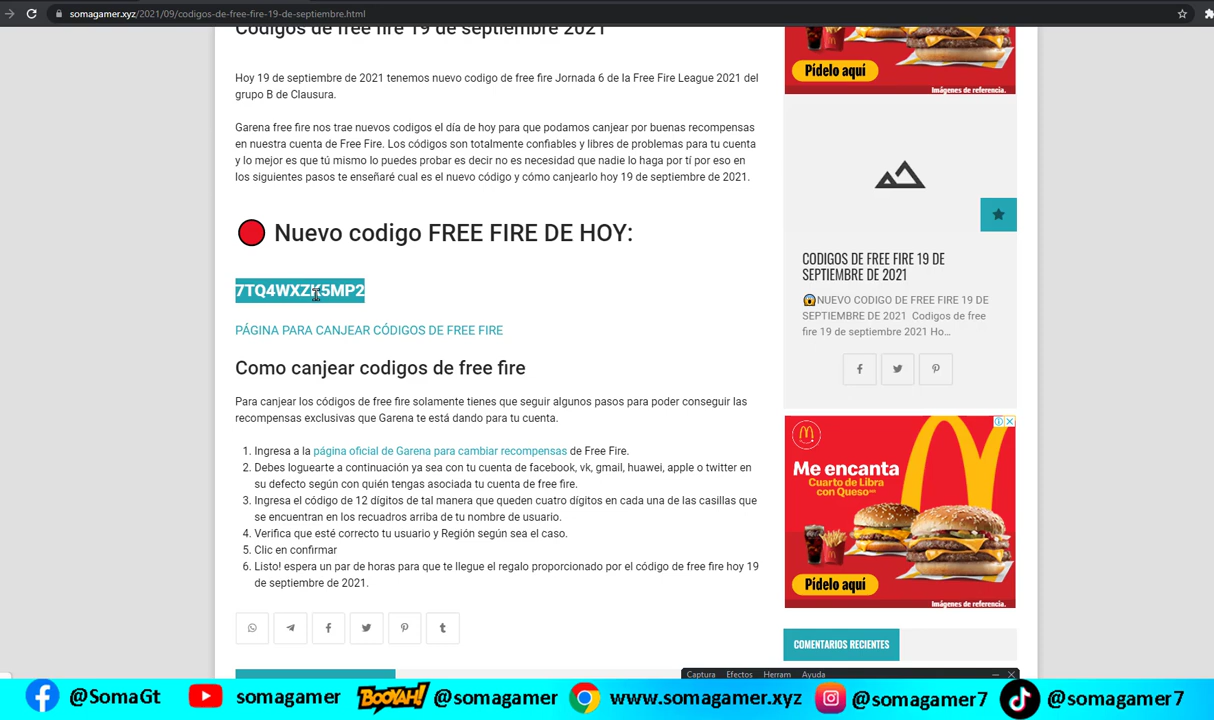 somagamer.xyz/2021/09/codigos-de-free-fire-19-de-septiembre.html
Codigos de free fire 19 de septiembre 2021
Hoy 19 de septiembre de 2021 tenemos nuevo codigo de free fire Jornada 6 de la Free Fire League 2021 del
grupo B de Clausura.
Garena free fire nos trae nuevos codigos el día de hoy para que podamos canjear por buenas recompensas
en nuestra cuenta de Free Fire. Los códigos son totalmente confiables y libres de problemas para tu cuenta
y lo mejor es que tú mismo lo puedes probar es decir no es necesidad que nadie lo haga por tí por eso en
los siguientes pasos te enseñaré cual es el nuevo código y cómo canjearlo hoy 19 de septiembre de 2021.
Nuevo codigo FREE FIRE DE HOY:
PÁGINA PARA CANJEAR CÓDIGOS DE FREE FIRE
Como canjear codigos de free fire
Para canjear los códigos de free fire solamente tienes que seguir algunos pasos para poder conseguir las
recompensas exclusivas que Garena te está dando para tu cuenta.
1. Ingresa a la página oficial de Garena para cambiar recompensas de Free Fire.
2. Debes loguearte a continuación ya sea con tu cuenta de facebook, vk, gmail, huawei, apple o twitter en
su defecto según con quién tengas asociada tu cuenta de free fire.
3. Ingresa el código de 12 dígitos de tal manera que queden cuatro dígitos en cada una de las casillas que
se encuentran en los recuadros arriba de tu nombre de usuario.
4. Verifica que esté correcto tu usuario y Región según sea el caso.
5. Clic en confirmar
6. Listo! espera un par de horas para que te llegue el regalo proporcionado por el código de free fire hoy 19
de septiembre de 2021.
Pídelo aquí
Imágenes de referencia.
CODIGOS DE FREE FIRE 19 DE
SEPTIEMBRE DE 2021
😱NUEVO CODIGO DE FREE FIRE 19 DE
SEPTIEMBRE DE 2021 Codigos de free
fire 19 de septiembre 2021 Ho…
Me encanta
Cuarto de Libra
con Queso
Pídelo aquí
Imágenes de referencia.
COMENTARIOS RECIENTES
Captura Efectos Herram Ayuda
@SomaGt
somagamer
BOOYAH!
@somagamer
www.somagamer.xyz
@somagamer7
@somagamer7